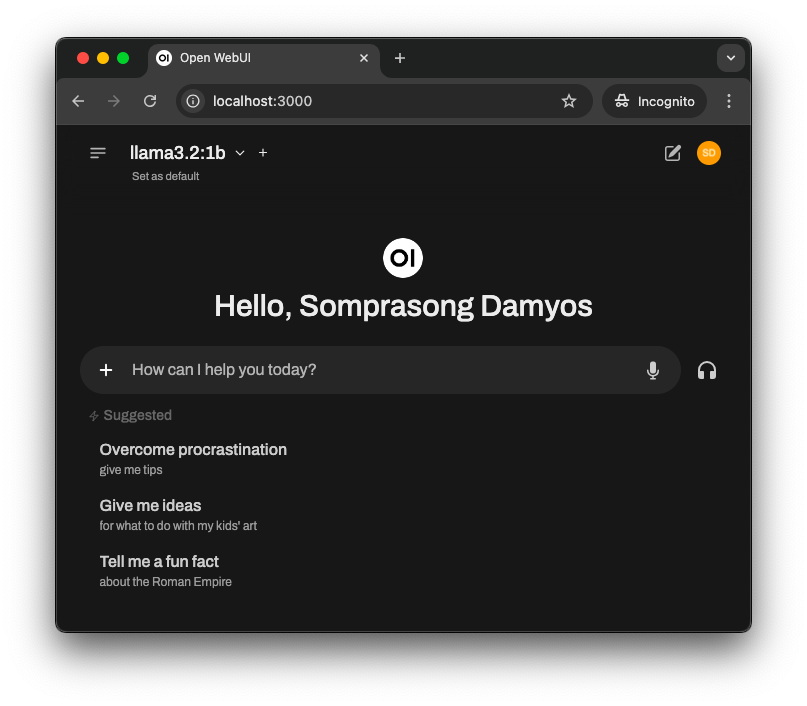 OI Open WebUI
localhost:3000
Incognito
llama3.2:1b
SD
Set as default
OI
Hello, Somprasong Damyos
How can I help you today?
Suggested
Overcome procrastination
give me tips
Give me ideas
for what to do with my kids' art
Tell me a fun fact
about the Roman Empire